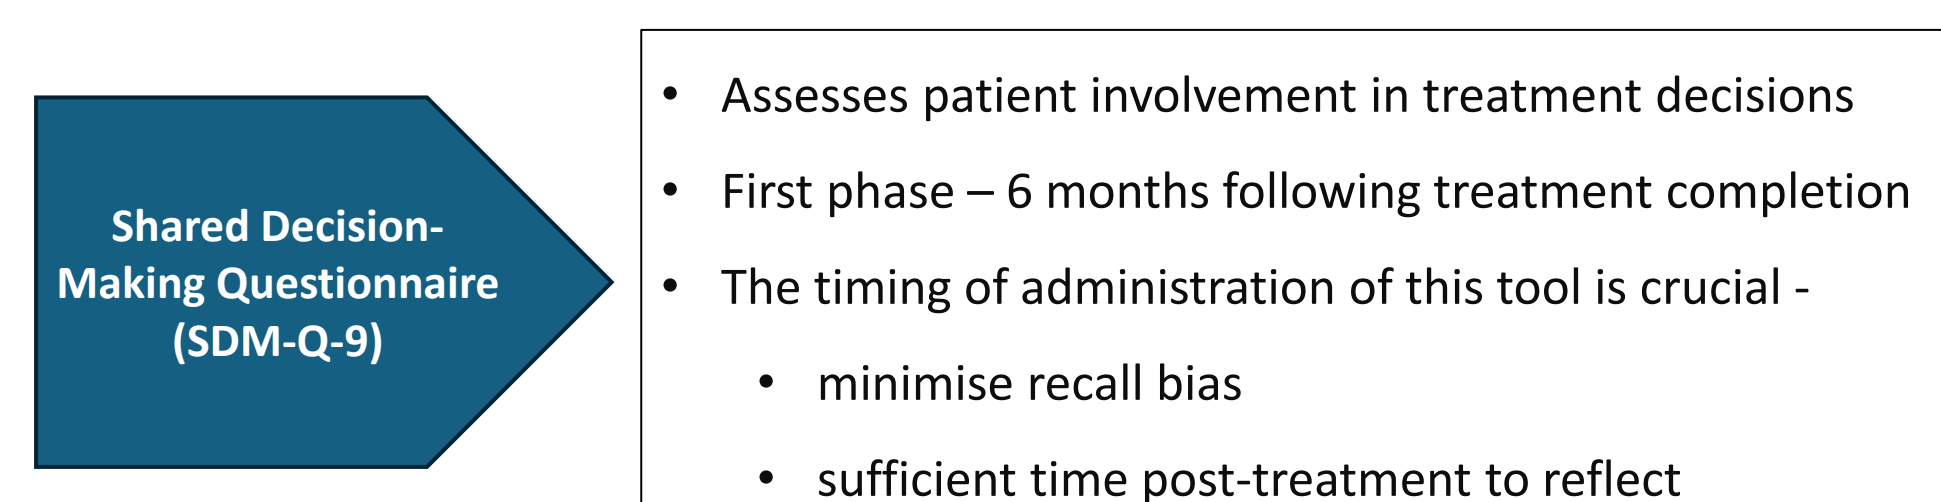 Shared Decision-
Making Questionnaire
(SDM-Q-9)
• Assesses patient involvement in treatment decisions
• First phase – 6 months following treatment completion
• The timing of administration of this tool is crucial -
• minimise recall bias
• sufficient time post-treatment to reflect